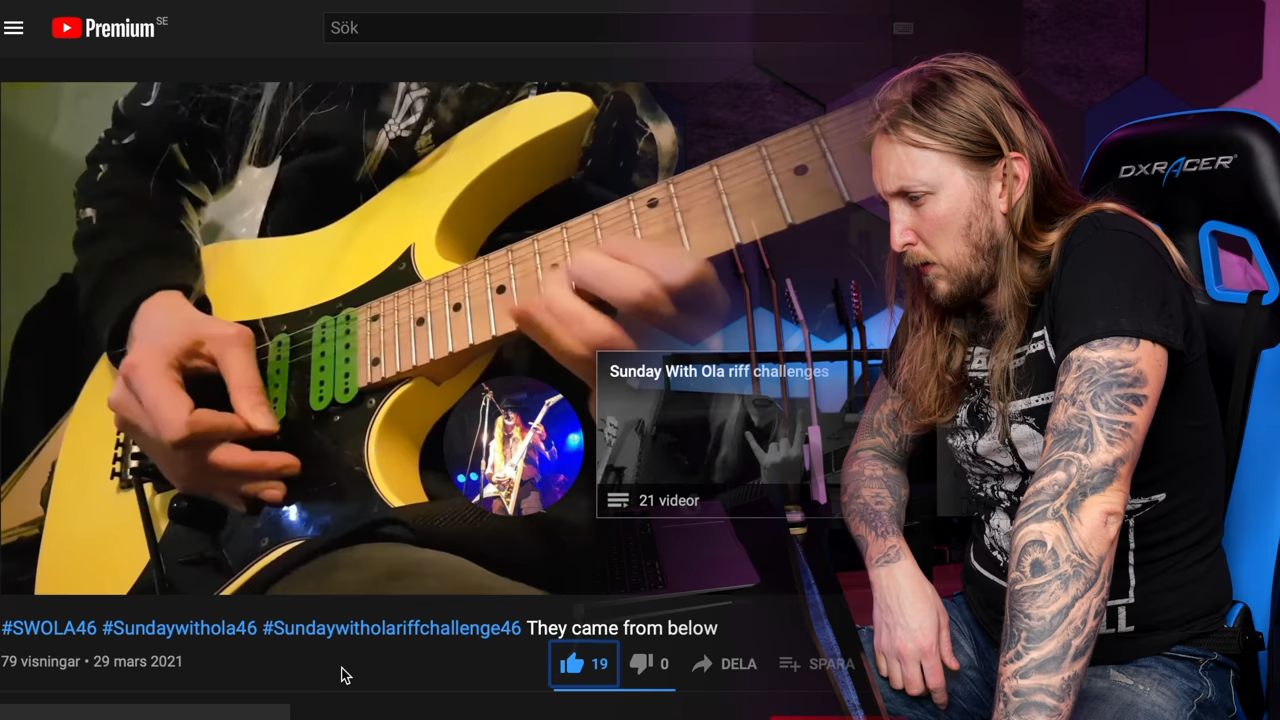 Premium SE
Sök
DXRACER
Sunday With Ola riff challenges
21 videor
#SWOLA46 #Sundaywithola46 #Sundaywitholariffchallenge46 They came from below
79 visningar • 29 mars 2021
19
0
DELA
SPARA